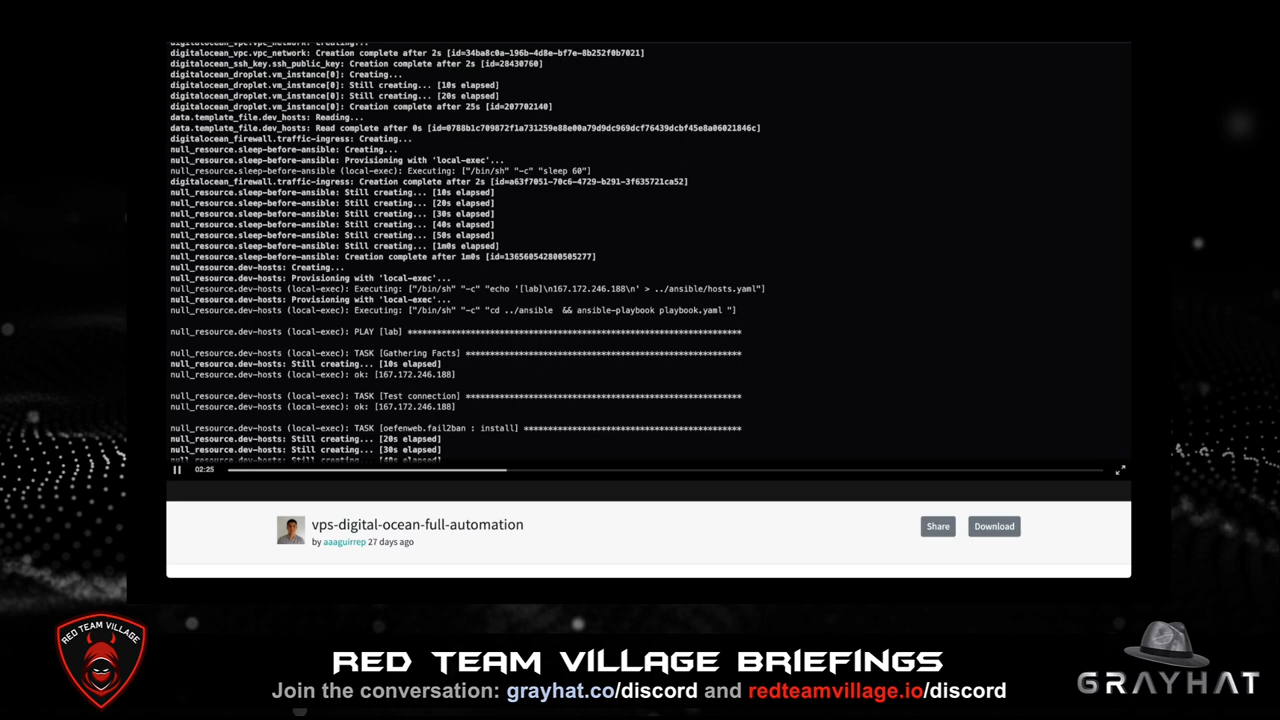 digitalocean_vpc.vpc_network: Creating...
digitalocean_vpc.vpc_network: Creation complete after 2s [id=34ba8c0a-196b-4d8e-bf7e-8b252f0b7021]
digitalocean_ssh_key.ssh_public_key: Creation complete after 2s [id=28430760]
digitalocean_droplet.vm_instance[0]: Creating...
digitalocean_droplet.vm_instance[0]: Still creating... [10s elapsed]
digitalocean_droplet.vm_instance[0]: Still creating... [20s elapsed]
digitalocean_droplet.vm_instance[0]: Creation complete after 25s [id=207702140]
data.template_file.dev_hosts: Reading...
data.template_file.dev_hosts: Read complete after 0s [id=0788b1c709872f1a731259e88e00a79d9dc969dcf76439dcbf45e8a06021846c]
digitalocean_firewall.traffic-ingress: Creating...
null_resource.sleep-before-ansible: Creating...
null_resource.sleep-before-ansible: Provisioning with 'local-exec'...
null_resource.sleep-before-ansible (local-exec): Executing: ["/bin/sh" "-c" "sleep 60"]
digitalocean_firewall.traffic-ingress: Creation complete after 2s [id=a63f7051-70c6-4729-b291-3f635721ca52]
null_resource.sleep-before-ansible: Still creating... [10s elapsed]
null_resource.sleep-before-ansible: Still creating... [20s elapsed]
null_resource.sleep-before-ansible: Still creating... [30s elapsed]
null_resource.sleep-before-ansible: Still creating... [40s elapsed]
null_resource.sleep-before-ansible: Still creating... [50s elapsed]
null_resource.sleep-before-ansible: Still creating... [1m0s elapsed]
null_resource.sleep-before-ansible: Creation complete after 1m0s [id=136560542800505277]
null_resource.dev-hosts: Creating...
null_resource.dev-hosts: Provisioning with 'local-exec'...
null_resource.dev-hosts (local-exec): Executing: ["/bin/sh" "-c" "echo '[lab]\n167.172.246.188\n' > ../ansible/hosts.yaml"]
null_resource.dev-hosts: Provisioning with 'local-exec'...
null_resource.dev-hosts (local-exec): Executing: ["/bin/sh" "-c" "cd ../ansible  && ansible-playbook playbook.yaml "]
null_resource.dev-hosts (local-exec): PLAY [lab] *********************************************************************
null_resource.dev-hosts (local-exec): TASK [Gathering Facts] *********************************************************
null_resource.dev-hosts: Still creating... [10s elapsed]
null_resource.dev-hosts (local-exec): ok: [167.172.246.188]
null_resource.dev-hosts (local-exec): TASK [Test connection] *********************************************************
null_resource.dev-hosts (local-exec): ok: [167.172.246.188]
null_resource.dev-hosts (local-exec): TASK [oefenweb.fail2ban : install] *********************************************
null_resource.dev-hosts: Still creating... [20s elapsed]
null_resource.dev-hosts: Still creating... [30s elapsed]
null_resource.dev-hosts: Still creating... [40s elapsed]
02:25
vps-digital-ocean-full-automation
by aaaguirrep 27 days ago
Share
Download
RED TEAM VILLAGE
RED TEAM VILLAGE BRIEFINGS
Join the conversation: grayhat.co/discord and redteamvillage.io/discord
GRAYHAT